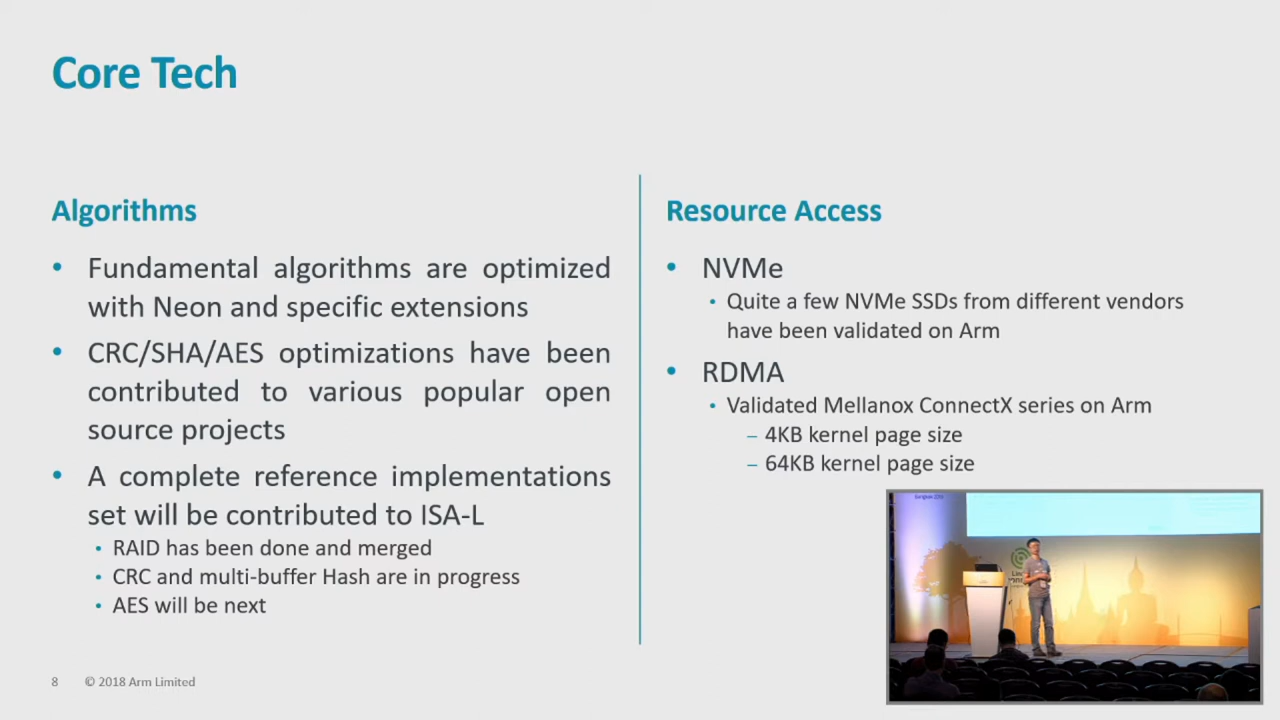 Core Tech
Algorithms
• Fundamental algorithms are optimized
with Neon and specific extensions
• CRC/SHA/AES optimizations have been
contributed to various popular open
source projects
• A complete reference implementations
set will be contributed to ISA-L
• RAID has been done and merged
• CRC and multi-buffer Hash are in progress
• AES will be next
Resource Access
• NVMe
• Quite a few NVMe SSDs from different vendors
have been validated on Arm
• RDMA
• Validated Mellanox ConnectX series on Arm
– 4KB kernel page size
– 64KB kernel page size
8 © 2018 Arm Limited